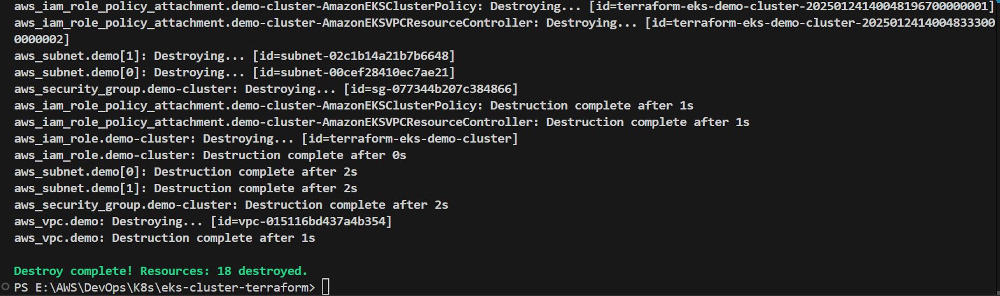 aws_iam_role_policy_attachment.demo-cluster-AmazonEKSClusterPolicy: Destroying... [id=terraform-eks-demo-cluster-20250124140048196700000001]
aws_iam_role_policy_attachment.demo-cluster-AmazonEKSVPCResourceController: Destroying... [id=terraform-eks-demo-cluster-2025012414004833300
0000002]
aws_subnet.demo[1]: Destroying... [id=subnet-02c1b14a21b7b6648]
aws_subnet.demo[0]: Destroying... [id=subnet-00cef28410ec7ae21]
aws_security_group.demo-cluster: Destroying... [id=sg-077344b207c384866]
aws_iam_role_policy_attachment.demo-cluster-AmazonEKSClusterPolicy: Destruction complete after 1s
aws_iam_role_policy_attachment.demo-cluster-AmazonEKSVPCResourceController: Destruction complete after 1s
aws_iam_role.demo-cluster: Destroying... [id=terraform-eks-demo-cluster]
aws_iam_role.demo-cluster: Destruction complete after 0s
aws_subnet.demo[0]: Destruction complete after 2s
aws_subnet.demo[1]: Destruction complete after 2s
aws_security_group.demo-cluster: Destruction complete after 2s
aws_vpc.demo: Destroying... [id=vpc-015116bd437a4b354]
aws_vpc.demo: Destruction complete after 1s
Destroy complete! Resources: 18 destroyed.
PS E:\AWS\DevOps\K8s\eks-cluster-terraform>